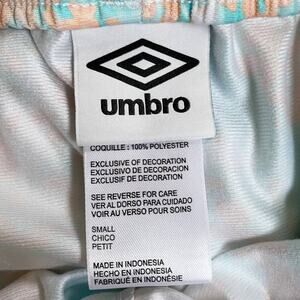 umbro
COQUILLE : 100% POLYESTER
EXCLUSIVE OF DECORATION
EXCLUSIVO DE DECORACION
EXCLUSIF DE DECORATION
SEE REVERSE FOR CARE
VER AL DORSO PARA CUIDADO
VOIR AU VERSO POUR SOINS
SMALL
CHICO
PETIT
MADE IN INDONESIA
HECHO EN INDONESIA
FABRIQUÉ EN INDONÉSIE